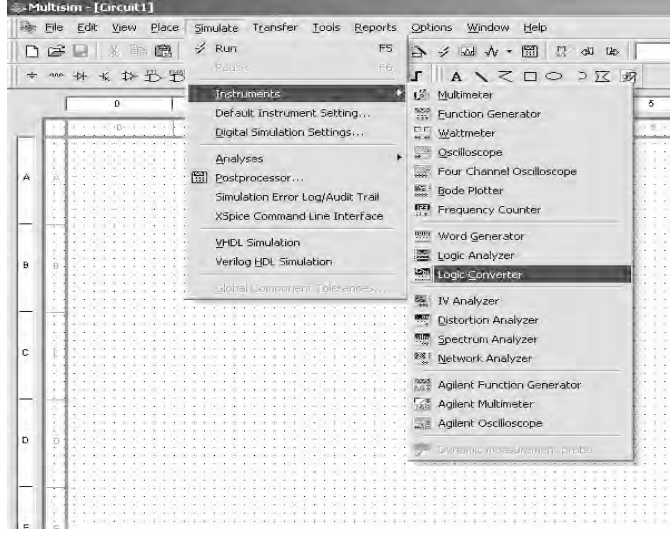 Multisim - [Circuit1]
File Edit View Place Simulate Transfer Tools Reports Options Window Help
Run F5
Pause F6
Instruments
Default Instrument Setting...
Digital Simulation Settings...
Analyses
Postprocessor...
Simulation Error Log/Audit Trail
XSpice Command Line Interface
VHDL Simulation
Verilog HDL Simulation
Global Component Tolerances...
Multimeter
Function Generator
Wattmeter
Oscilloscope
Four Channel Oscilloscope
Bode Plotter
Frequency Counter
Word Generator
Logic Analyzer
Logic Converter
IV Analyzer
Distortion Analyzer
Spectrum Analyzer
Network Analyzer
Agilent Function Generator
Agilent Multimeter
Agilent Oscilloscope
Dynamic measurement probe
A
0
5
A
B
C
D
E